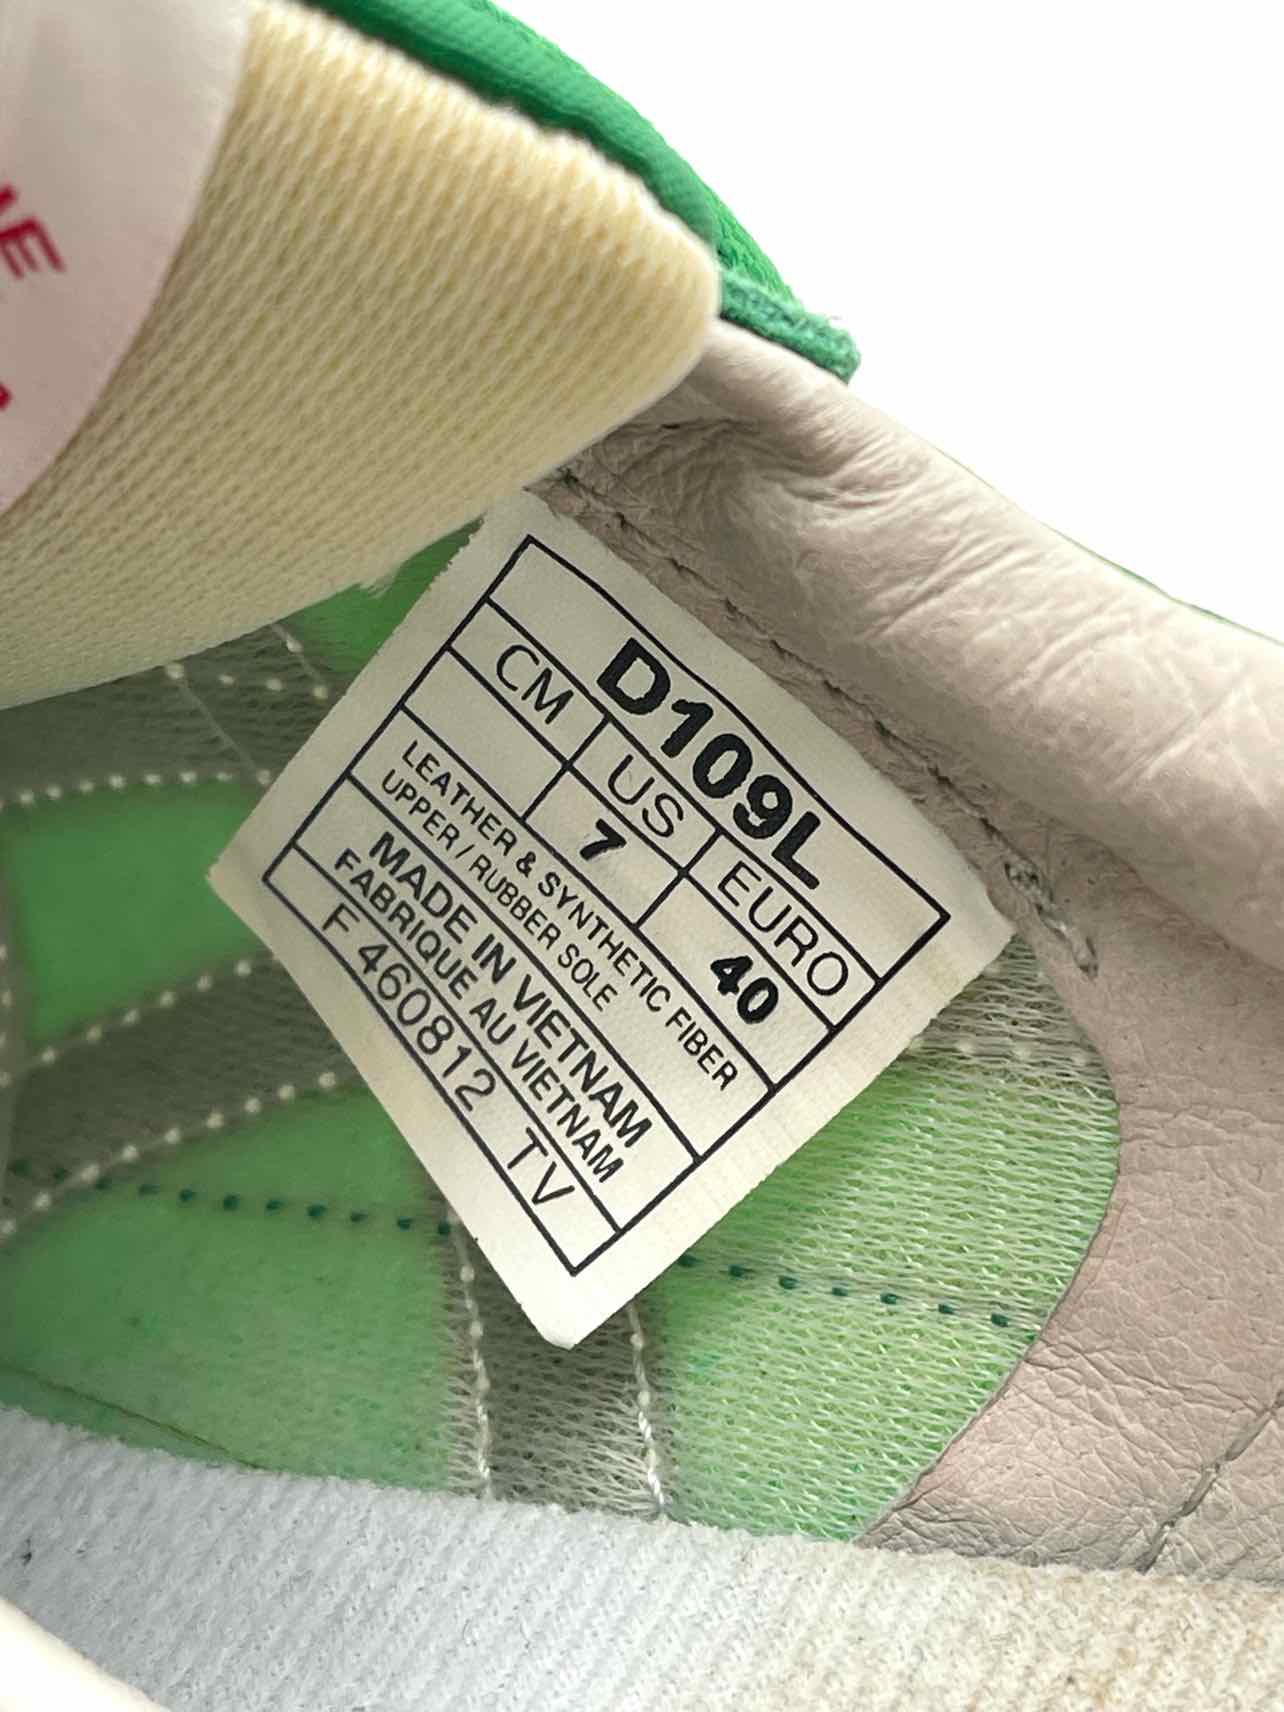 D109L
CM US EURO
7 40
LEATHER & SYNTHETIC FIBER
UPPER / RUBBER SOLE
MADE IN VIETNAM
FABRIQUE AU VIETNAM
F 460812 TV